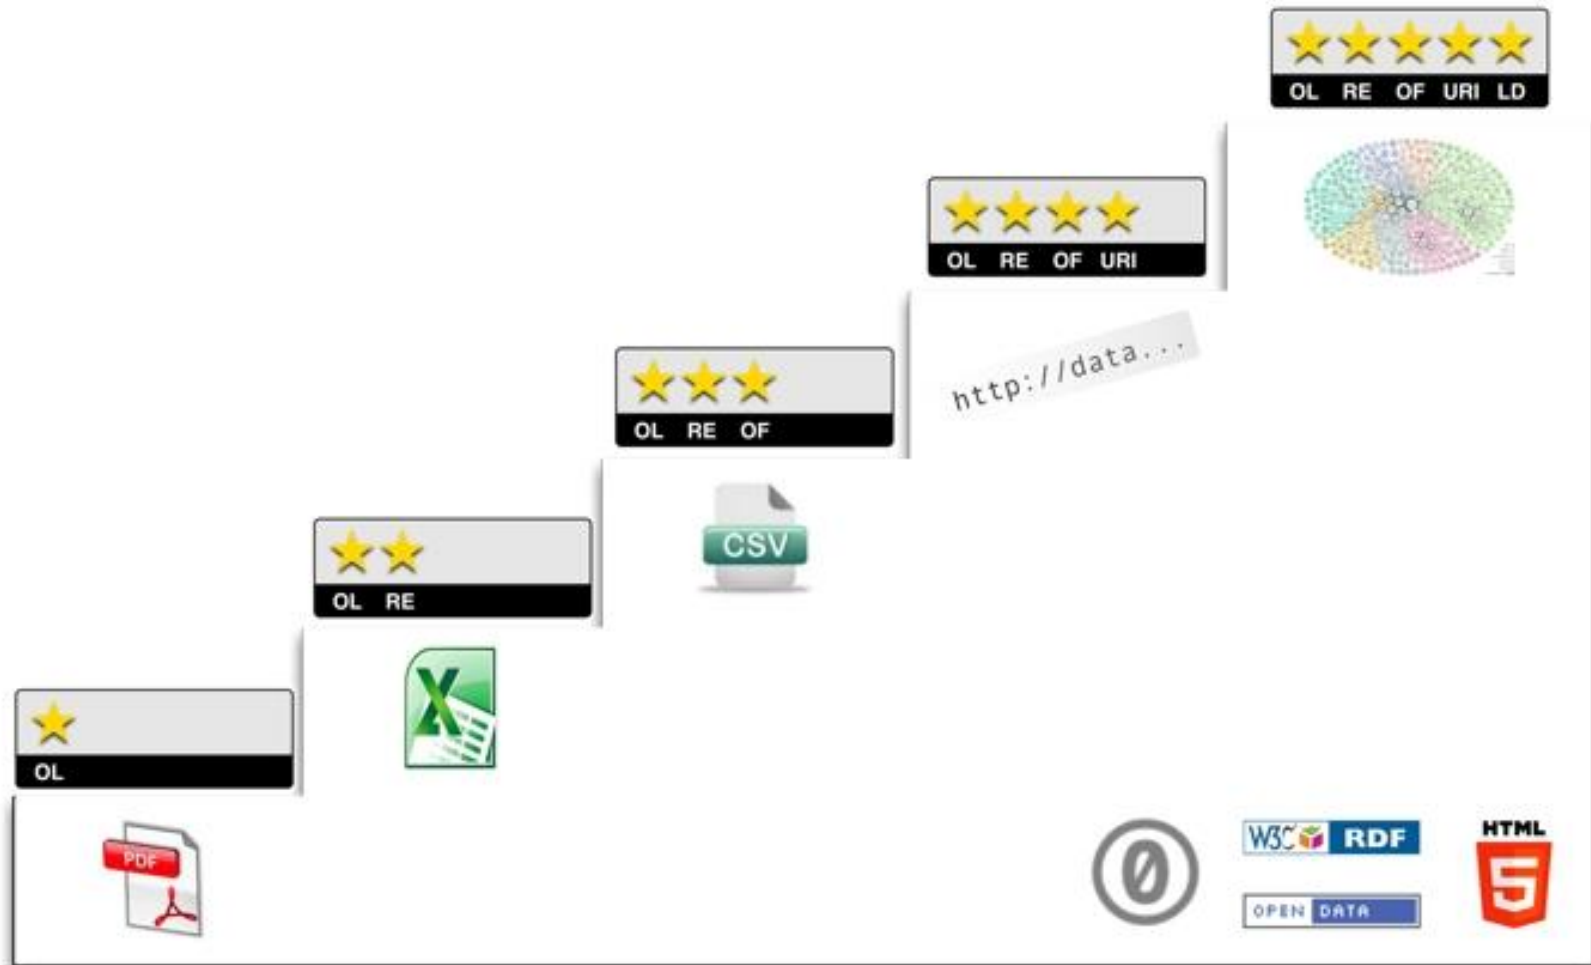 OL RE OF URI LD
OL RE OF URI
http://data...
OL RE OF
CSV
OL RE
X
OL
PDF
0
W3C RDF
OPEN DATA
HTML
5